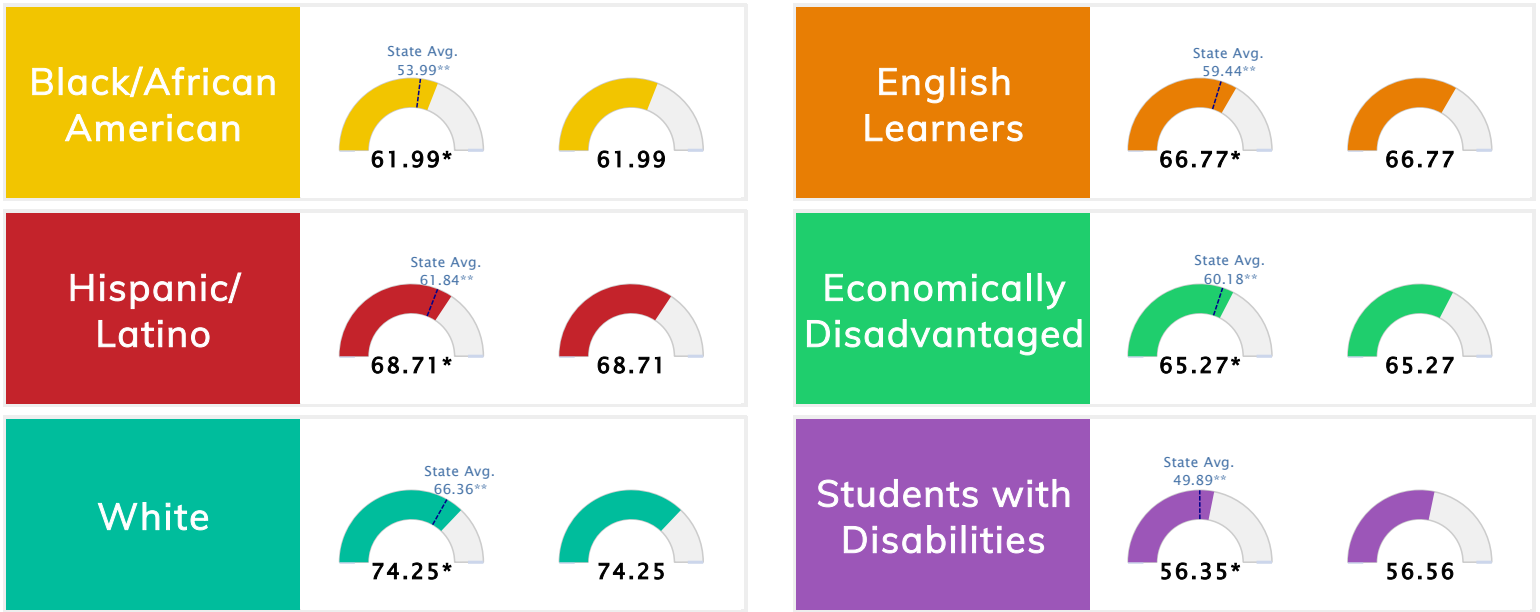 Black/African
American
State Avg.
53.99**
61.99*
61.99
English
Learners
State Avg.
59.44**
66.77*
66.77
Hispanic/
Latino
State Avg.
61.84**
68.71*
68.71
Economically
Disadvantaged
State Avg.
60.18**
65.27*
65.27
White
State Avg.
66.36**
74.25*
74.25
Students with
Disabilities
State Avg.
49.89**
56.35*
56.56